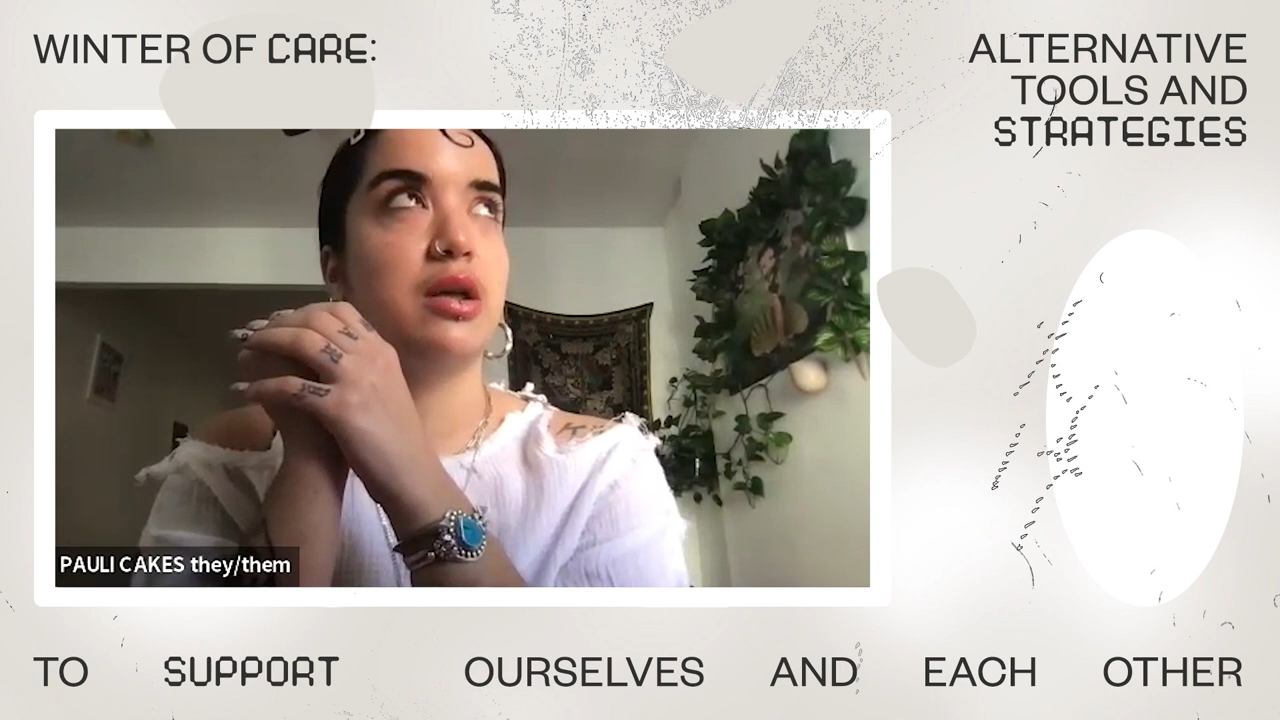 WINTER OF CARE:
ALTERNATIVE
TOOLS AND
STRATEGIES
PAULI CAKES they/them
TO SUPPORT OURSELVES AND EACH OTHER